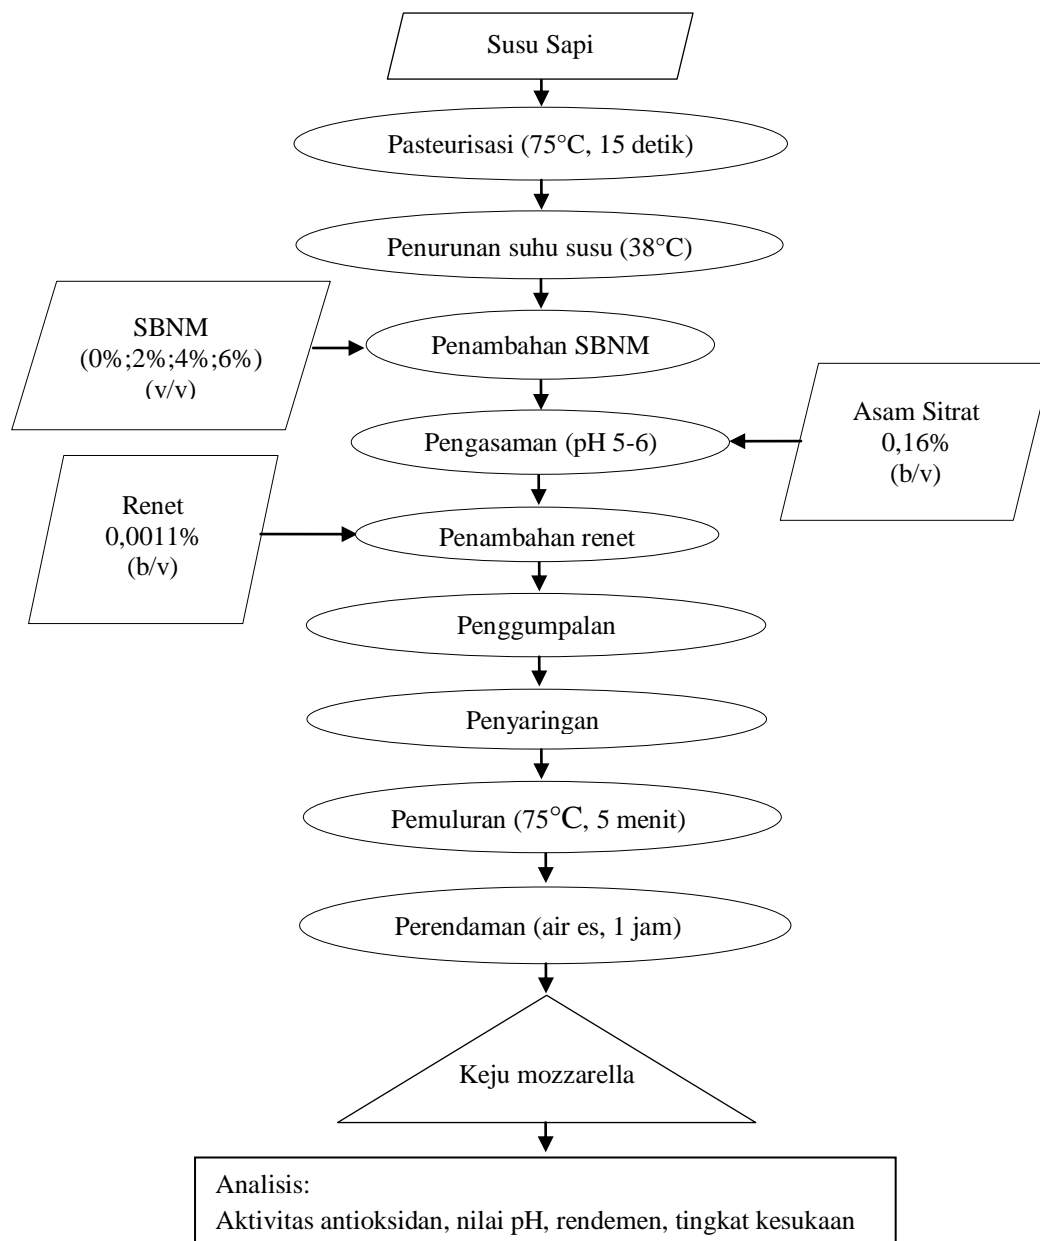 Susu Sapi
Pasteurisasi (75°C, 15 detik)
Penurunan suhu susu (38°C)
SBNM
(0%;2%;4%;6%)
(v/v)
Penambahan SBNM
Asam Sitrat
0,16%
(b/v)
Pengasaman (pH 5-6)
Renet
0,0011%
(b/v)
Penambahan renet
Penggumpalan
Penyaringan
Pemuluran (75°C, 5 menit)
Perendaman (air es, 1 jam)
Keju mozzarella
Analisis:
Aktivitas antioksidan, nilai pH, rendemen, tingkat kesukaan